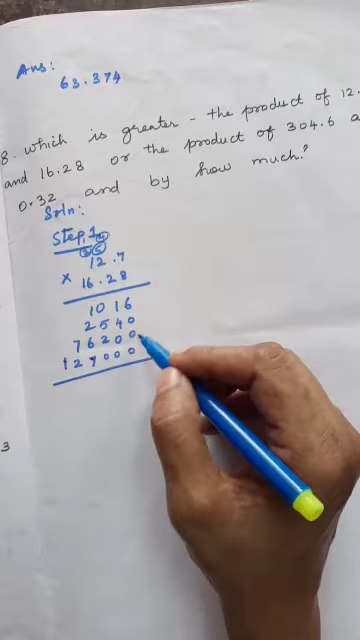 Ans:
63.374
8. which is greater - the product of 12.
and 16.28 or the product of 304.6 a
0.32 and by how much?
Soln:
Step 1
12.7
× 16.28
1016
2540
76200
127000
3